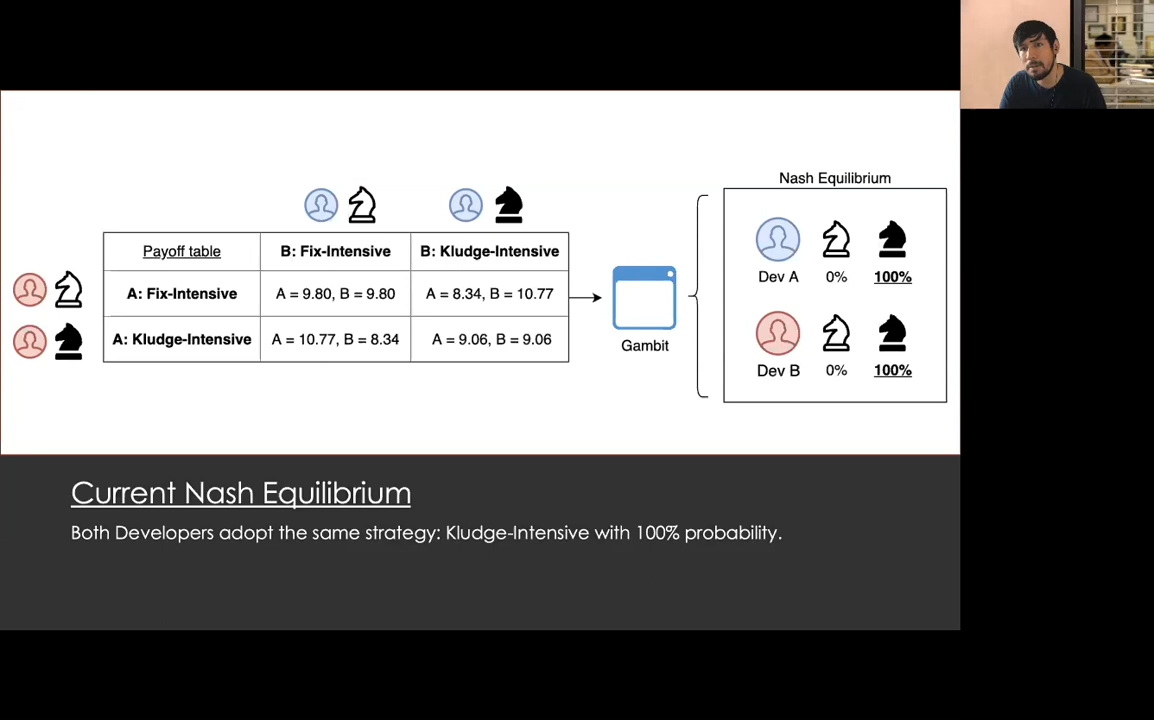 Nash Equilibrium
Payoff table B: Fix-Intensive B: Kludge-Intensive
A: Fix-Intensive A = 9.80, B = 9.80 A = 8.34, B = 10.77
A: Kludge-Intensive A = 10.77, B = 8.34 A = 9.06, B = 9.06
Gambit
Dev A 0% 100%
Dev B 0% 100%
Current Nash Equilibrium
Both Developers adopt the same strategy: Kludge-Intensive with 100% probability.